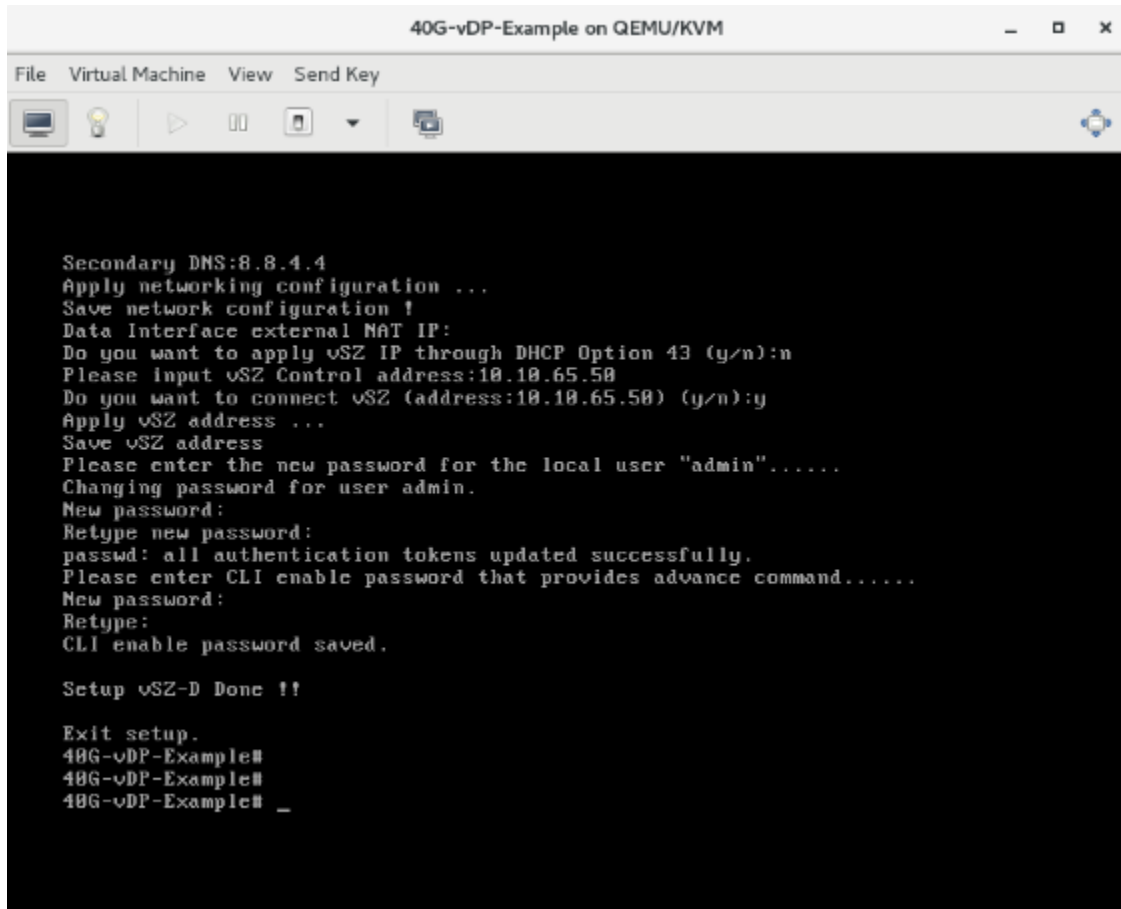 40G-vDP-Example on QEMU/KVM
File Virtual Machine View Send Key
Secondary DNS:8.8.4.4
Apply networking configuration ...
Save network configuration !
Data Interface external NAT IP:
Do you want to apply vSZ IP through DHCP Option 43 (y/n):n
Please input vSZ Control address:10.10.65.50
Do you want to connect vSZ (address:10.10.65.50) (y/n):y
Apply vSZ address ...
Save vSZ address
Please enter the new password for the local user "admin"......
Changing password for user admin.
New password:
Retype new password:
passwd: all authentication tokens updated successfully.
Please enter CLI enable password that provides advance command......
New password:
Retype:
CLI enable password saved.
Setup vSZ-D Done !!
Exit setup.
40G-vDP-Example#
40G-vDP-Example#
40G-vDP-Example# _